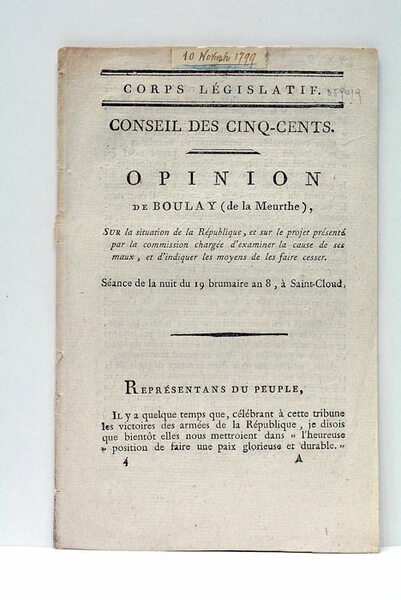 10 Novemb 1799
CORPS LÉGISLATIF.
CONSEIL DES CINQ-CENTS.
OPINION
DE BOULAY (de la Meurthe),
SUR la situation de la République, et sur le projet présenté
par la commission chargée d'examiner la cause de ses
maux, et d'indiquer les moyens de les faire cesser.
Séance de la nuit du 19 brumaire an 8, à Saint-Cloud.
REPRÉSENTANS DU PEUPLE,
IL y a quelque temps que, célébrant à cette tribune
les victoires des armées de la République, je disois
que bientôt elles nous mettroient dans « l'heureuse
» position de faire une paix glorieuse et durable. »
4 A